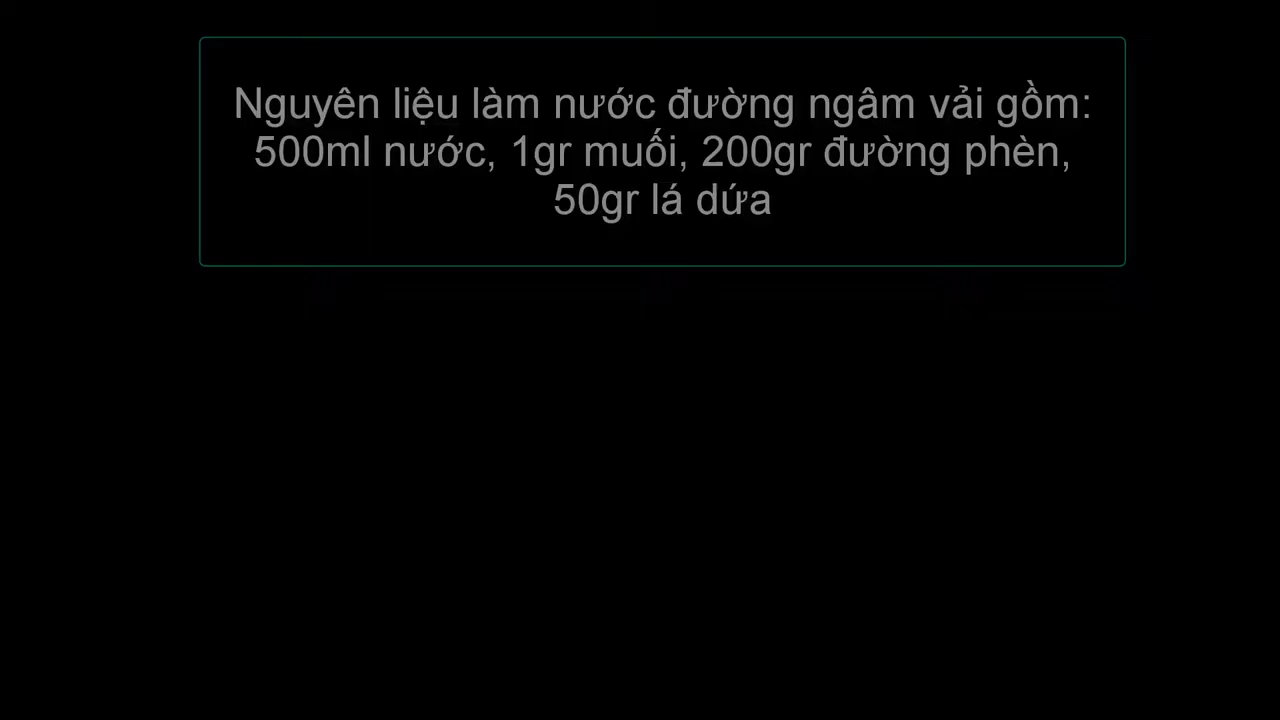 Nguyên liệu làm nước đường ngâm vải gồm:
500ml nước, 1gr muối, 200gr đường phèn,
50gr lá dứa